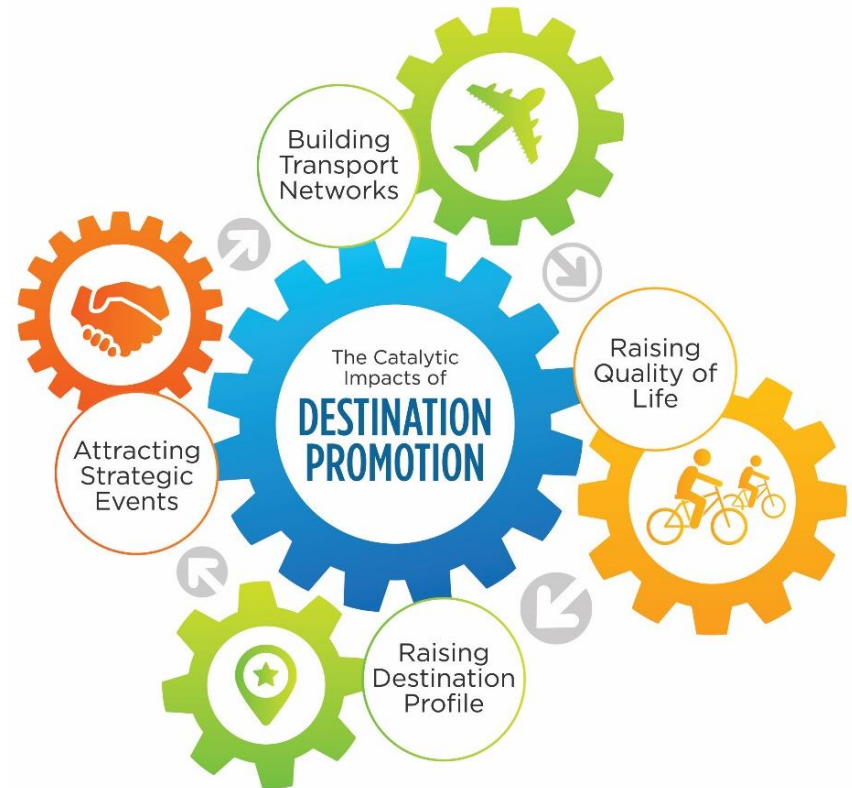 Building
Transport
Networks
The Catalytic
Impacts of
DESTINATION
PROMOTION
Raising
Quality of
Life
Attracting
Strategic
Events
Raising
Destination
Profile